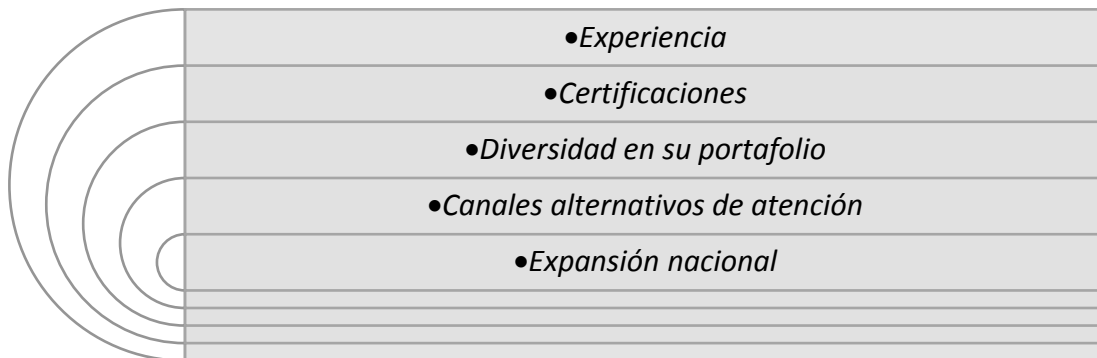 •Experiencia
•Certificaciones
•Diversidad en su portafolio
•Canales alternativos de atención
•Expansión nacional